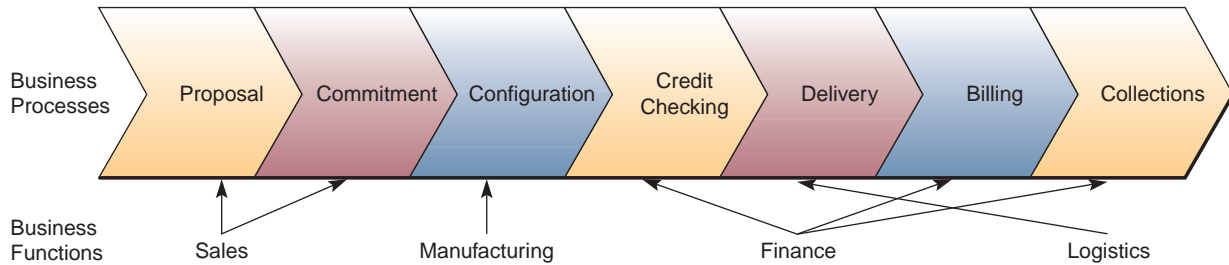 Business
Processes
Proposal
Commitment
Configuration
Credit
Checking
Delivery
Billing
Collections
Business
Functions
Sales
Manufacturing
Finance
Logistics